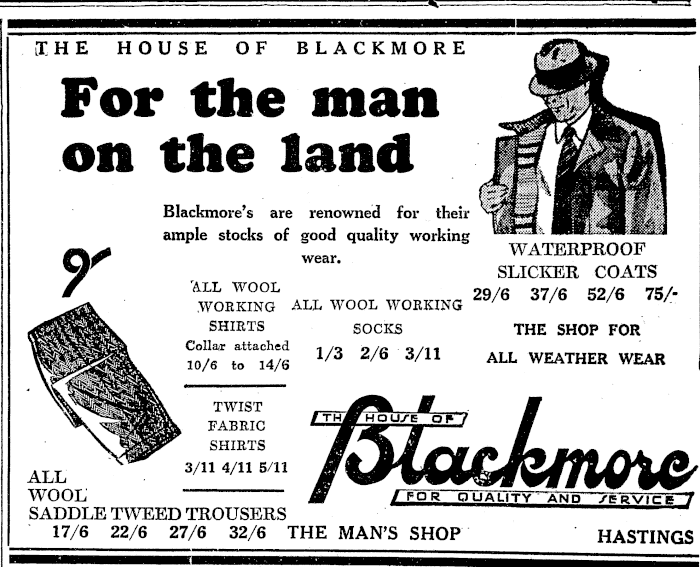 THE HOUSE OF BLACKMORE
For the man
on the land
Blackmore's are renowned for their
ample stocks of good quality working
wear.
WATERPROOF
SLICKER COATS
29/6 37/6 52/6 75/-
THE SHOP FOR
ALL WEATHER WEAR
9/-
ALL WOOL
WORKING
SHIRTS
Collar attached
10/6 to 14/6
ALL WOOL WORKING
SOCKS
1/3 2/6 3/11
TWIST
FABRIC
SHIRTS
3/11 4/11 5/11
THE HOUSE OF
Blackmore
FOR QUALITY AND SERVICE
ALL
WOOL
SADDLE TWEED TROUSERS
17/6 22/6 27/6 32/6
THE MAN'S SHOP
HASTINGS